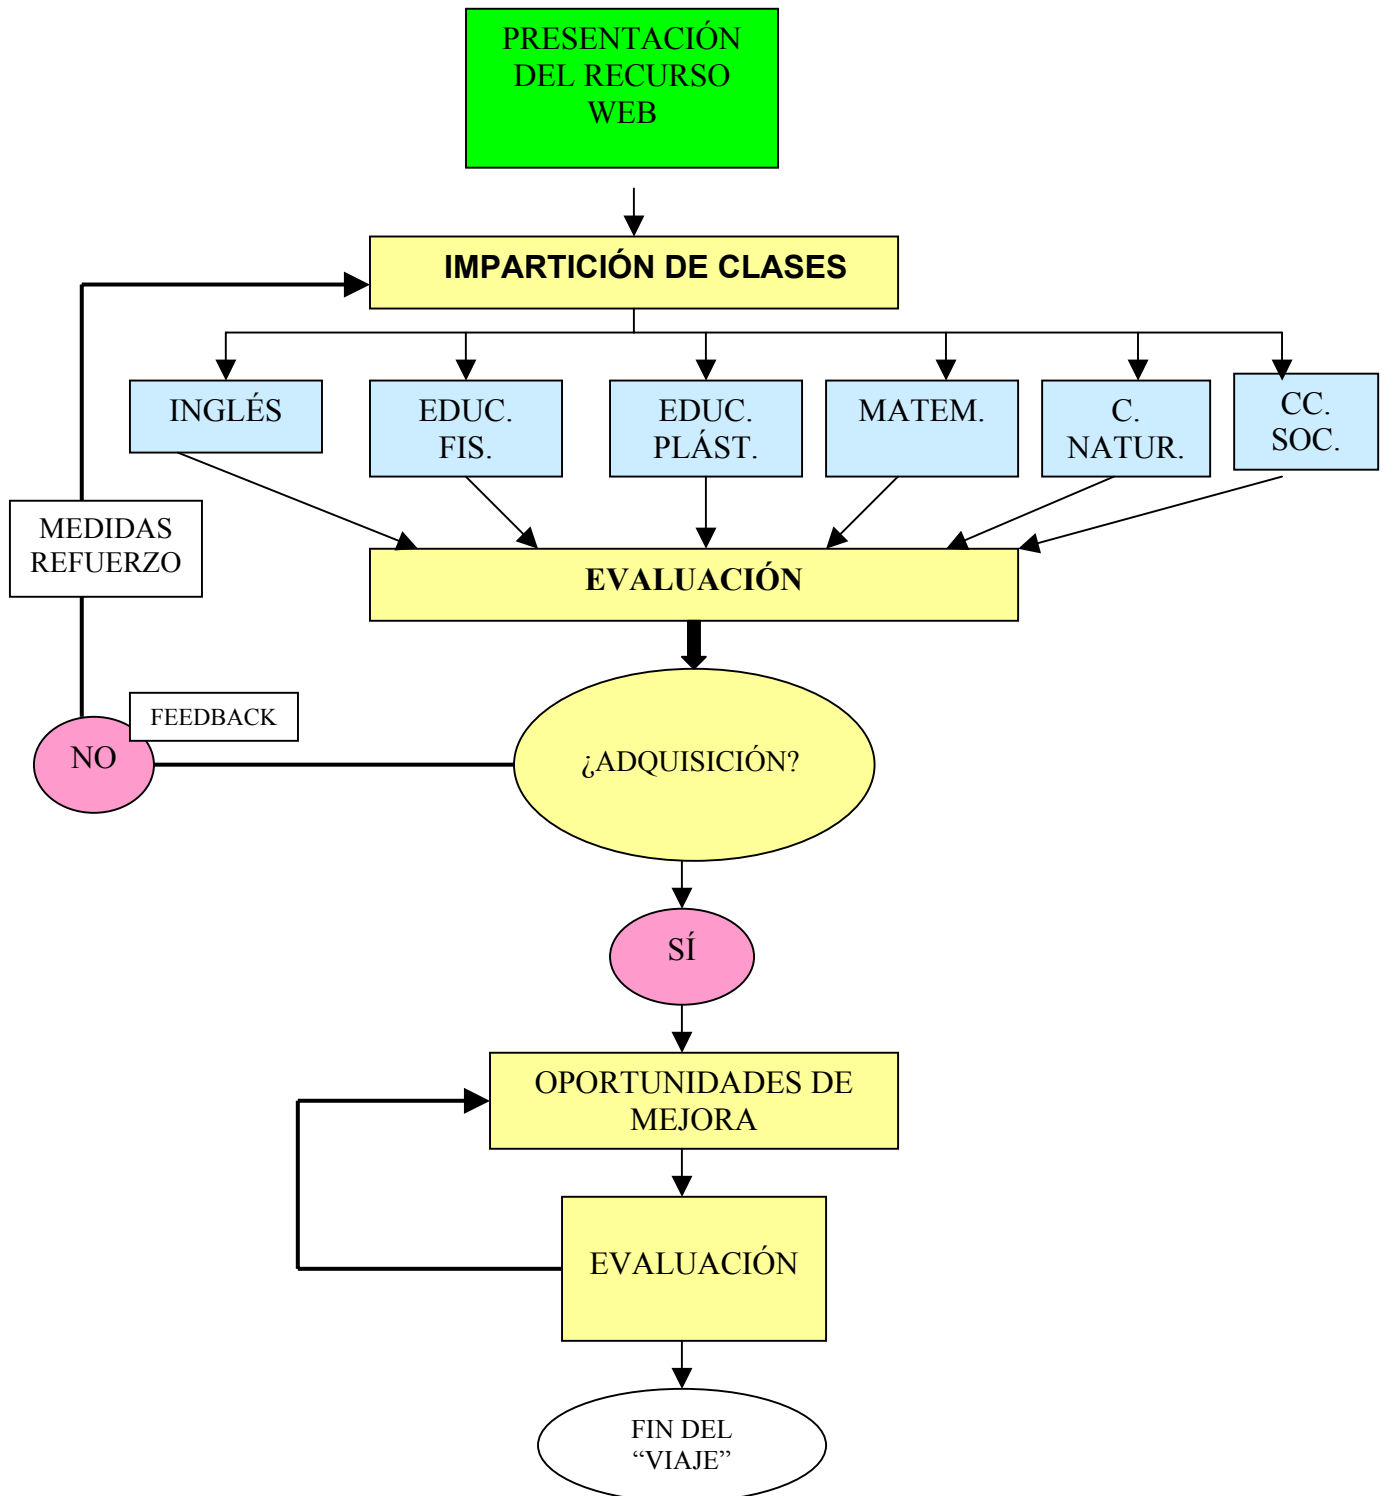 PRESENTACIÓN
DEL RECURSO
WEB
IMPARTICIÓN DE CLASES
INGLÉS
EDUC.
FIS.
EDUC.
PLÁST.
MATEM.
C.
NATUR.
CC.
SOC.
MEDIDAS
REFUERZO
EVALUACIÓN
FEEDBACK
NO
¿ADQUISICIÓN?
SÍ
OPORTUNIDADES DE
MEJORA
EVALUACIÓN
FIN DEL
“VIAJE”